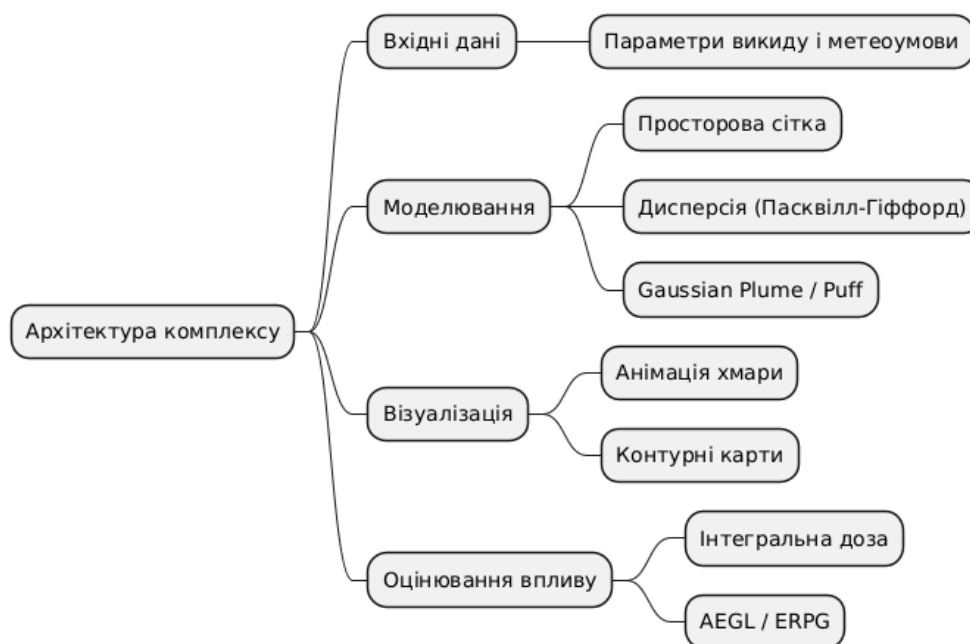 Архітектура комплексу
Вхідні дані
Параметри викиду і метеоумови
Моделювання
Просторова сітка
Дисперсія (Пасквілл-Гіффорд)
Gaussian Plume / Puff
Візуалізація
Анімація хмари
Контурні карти
Оцінювання впливу
Інтегральна доза
AEGL / ERPG